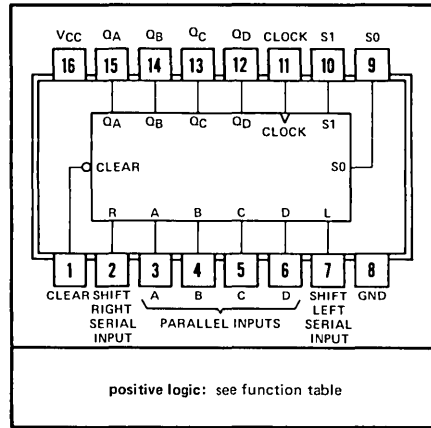 VCC QA QB QC QD CLOCK S1 S0
16 15 14 13 12 11 10 9
QA QB QC QD CLOCK S1
CLEAR S0
R A B C D L
1 2 3 4 5 6 7 8
CLEAR SHIFT RIGHT SERIAL INPUT A B C D SHIFT LEFT SERIAL INPUT GND
PARALLEL INPUTS
positive logic: see function table